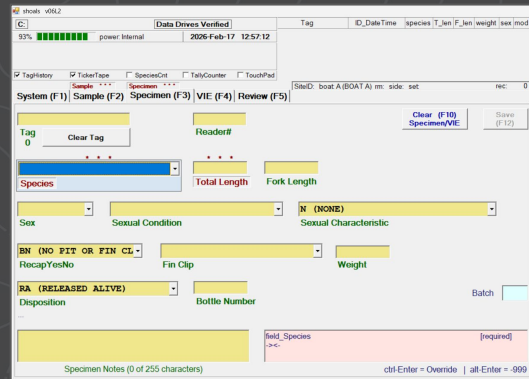 shoals v06L2
C: Data Drives Verified
93% power: Internal 2026-Feb-17 12:57:12
Tag ID_DateTime species T_len F_len weight sex mod
TagHistory TickerTape SpeciesCnt TallyCounter TouchPad
SiteID: boat: A (BOAT A) rm: side: set: rec: 0
Sample * * * Specimen * * *
System (F1) Sample (F2) Specimen (F3) VIE (F4) Review (F5)
Clear (F10) Specimen/VIE
Save (F12)
Tag
0
Clear Tag
Reader#
* * *
Species
* * *
Total Length
Fork Length
Sex
Sexual Condition
N (NONE)
Sexual Characteristic
BN (NO PIT OR FIN CL
RecapYesNo
Fin Clip
Weight
RA (RELEASED ALIVE)
Disposition
Bottle Number
Batch
...
field_Species [required]
-><-
Specimen Notes (0 of 255 characters)
ctrl-Enter = Override | alt-Enter = -999